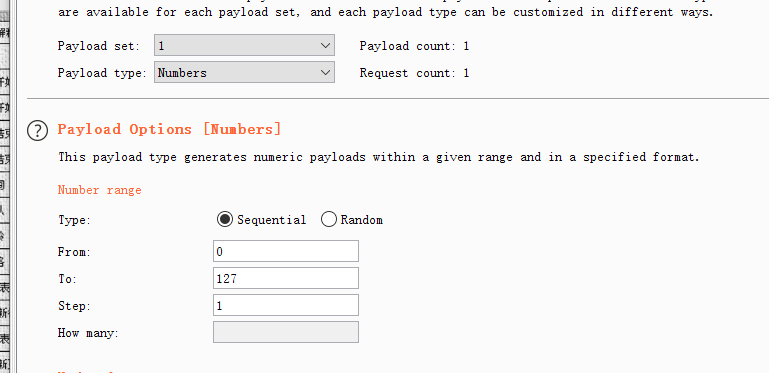 are available for each payload set, and each payload type can be customized in different ways.
Payload set: 1 Payload count: 1
Payload type: Numbers Request count: 1
? Payload Options [Numbers]
This payload type generates numeric payloads within a given range and in a specified format.
Number range
Type: Sequential Random
From: 0
To: 127
Step: 1
How many: